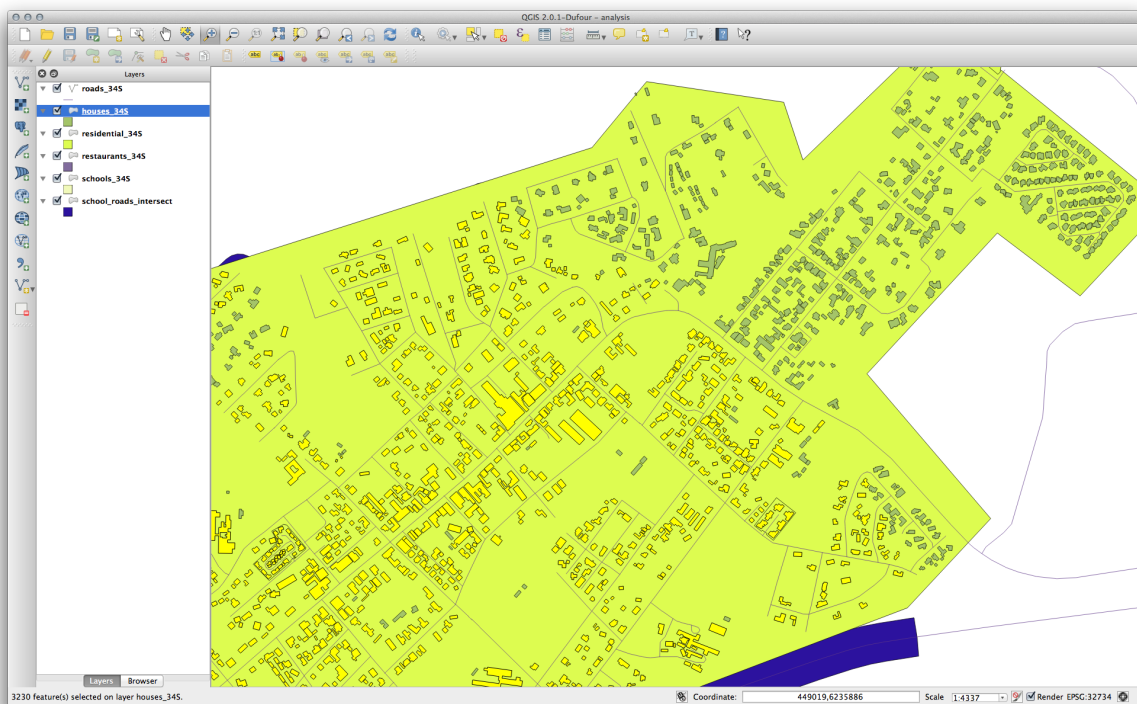 QGIS 2.0.1-Dufour - analysis
Layers
roads_34S
houses_34S
residential_34S
restaurants_34S
schools_34S
school_roads_intersect
Layers Browser
3230 feature(s) selected on layer houses_34S.
Coordinate: 449019,6235886 Scale 1:4337 Render EPSG:32734